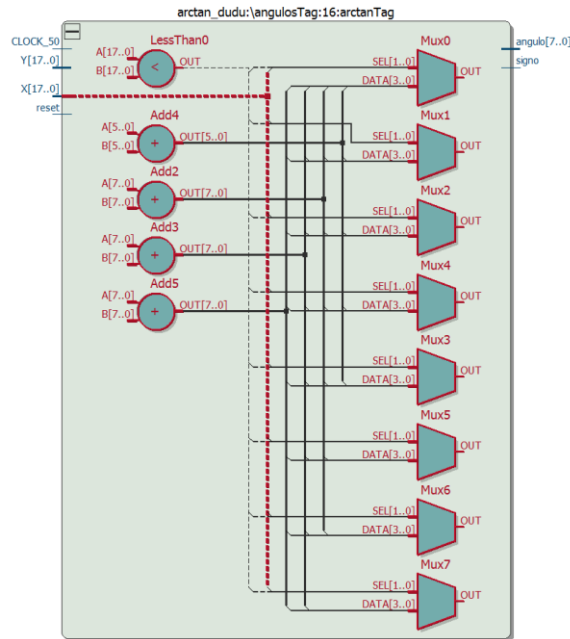 arctan_dudu:\angulosTag:16:arctanTag
CLOCK_50
Y[17..0]
X[17..0]
reset
LessThan0
A[17..0]
B[17..0]
<
OUT
Add4
A[5..0]
B[5..0]
+
OUT[5..0]
Add2
A[7..0]
B[7..0]
+
OUT[7..0]
Add3
A[7..0]
B[7..0]
+
OUT[7..0]
Add5
A[7..0]
B[7..0]
+
OUT[7..0]
Mux0
SEL[1..0]
DATA[3..0]
OUT
Mux1
SEL[1..0]
DATA[3..0]
OUT
Mux2
SEL[1..0]
DATA[3..0]
OUT
Mux4
SEL[1..0]
DATA[3..0]
OUT
Mux3
SEL[1..0]
DATA[3..0]
OUT
Mux5
SEL[1..0]
DATA[3..0]
OUT
Mux6
SEL[1..0]
DATA[3..0]
OUT
Mux7
SEL[1..0]
DATA[3..0]
OUT
angulo[7..0]
signo